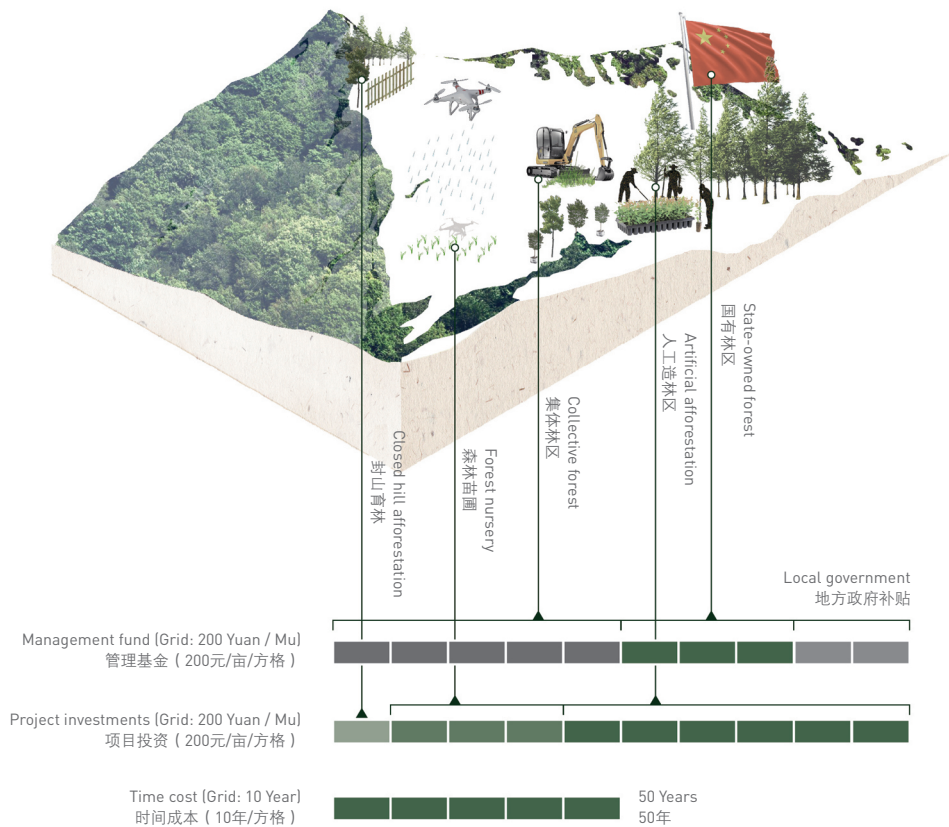 State-owned forest
国有林区
Artificial afforestation
人工造林区
Collective forest
集体林区
Forest nursery
森林苗圃
Closed hill afforestation
封山育林
Local government
地方政府补贴
Management fund (Grid: 200 Yuan / Mu)
管理基金（200元/亩/方格）
Project investments (Grid: 200 Yuan / Mu)
项目投资（200元/亩/方格）
Time cost (Grid: 10 Year)
时间成本（10年/方格）
50 Years
50年